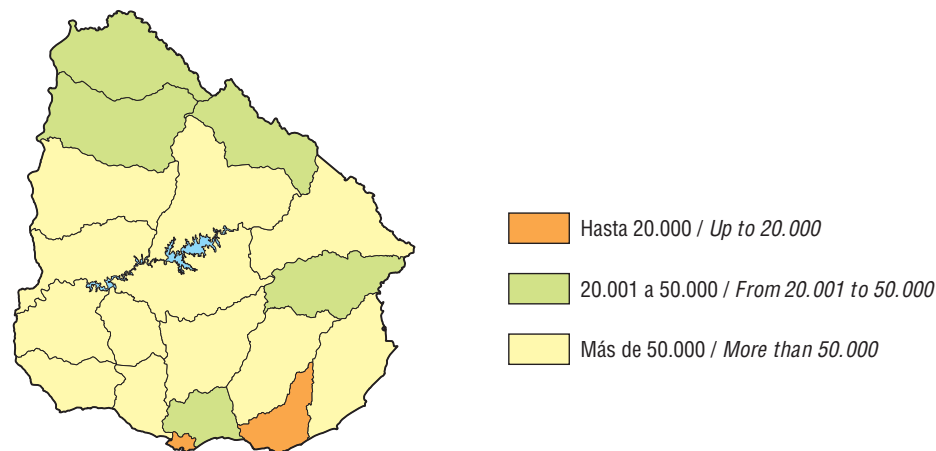 Hasta 20.000 / Up to 20.000
20.001 a 50.000 / From 20.001 to 50.000
Más de 50.000 / More than 50.000